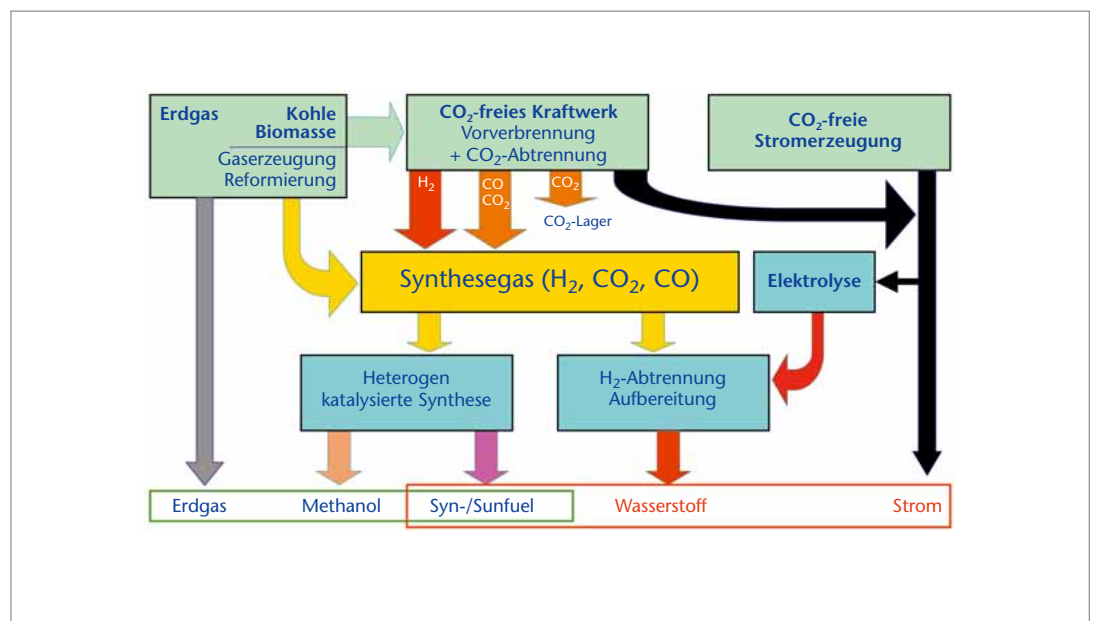 Erdgas
Kohle
Biomasse
Gaserzeugung
Reformierung
CO₂-freies Kraftwerk
Vorverbrennung
+ CO₂-Abtrennung
CO₂-freie
Stromerzeugung
H₂
CO
CO₂
CO₂
CO₂-Lager
Synthesegas (H₂, CO₂, CO)
Elektrolyse
Heterogen
katalysierte Synthese
H₂-Abtrennung
Aufbereitung
Erdgas
Methanol
Syn-/Sunfuel
Wasserstoff
Strom